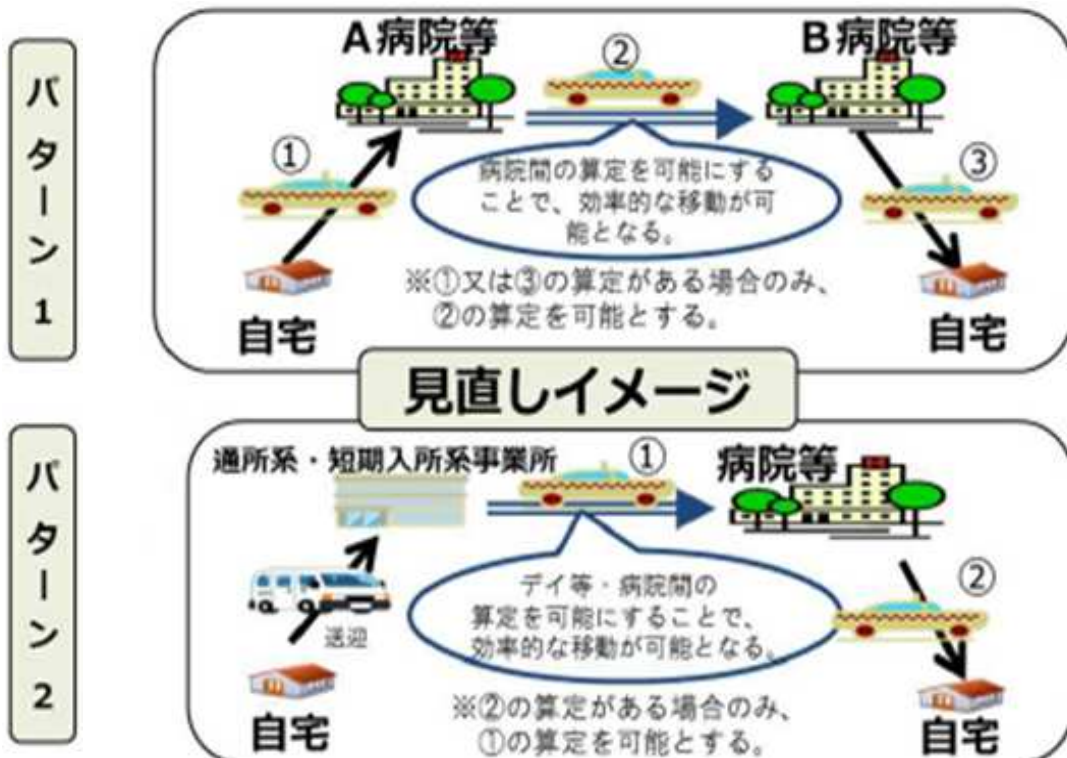 パターン1
A病院等
②
B病院等
①
③
病院間の算定を可能にする
ことで、効率的な移動が可
能となる。
※①又は③の算定がある場合のみ、
②の算定を可能とする。
自宅
自宅
見直しイメージ
パターン2
通所系・短期入所系事業所
①
病院等
送迎
デイ等・病院間の
算定を可能にすることで、
効率的な移動が可能となる。
②
※②の算定がある場合のみ、
①の算定を可能とする。
自宅
自宅